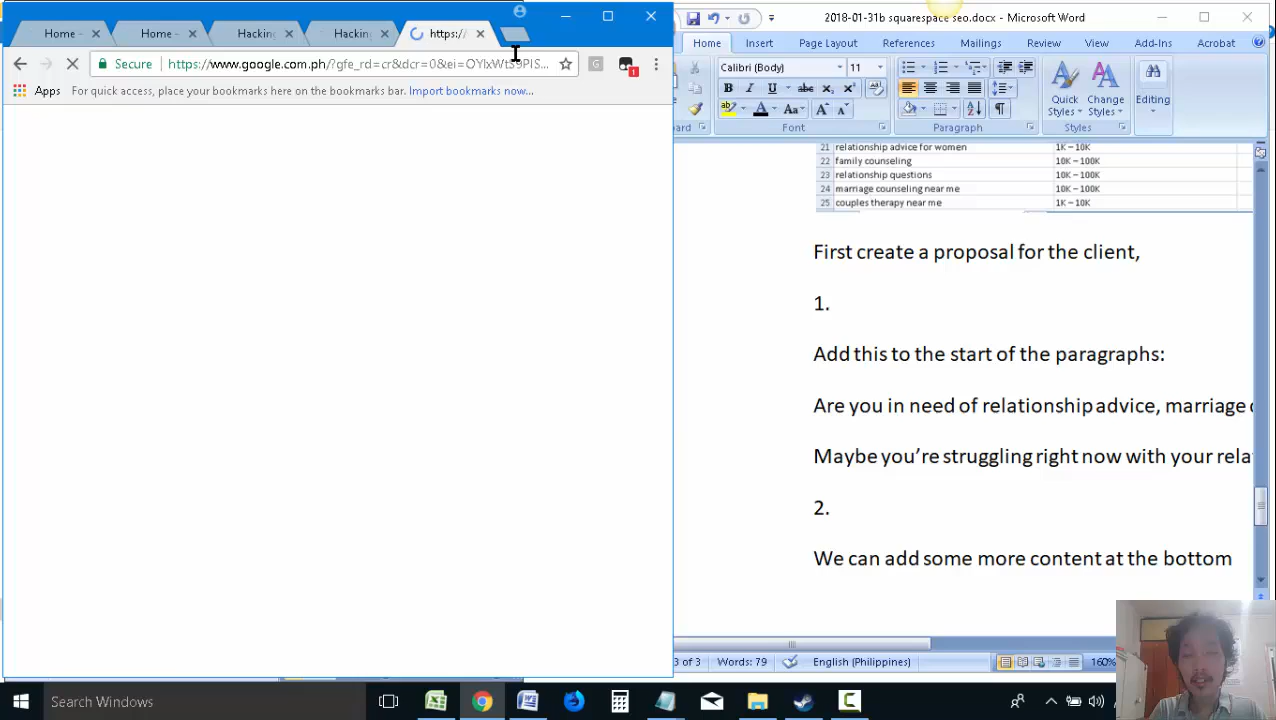 2018-01-31b squarespace seo.docx - Microsoft Word
Home -
Home -
Hacking
Hacking
https://
Home Insert Page Layout References Mailings Review View Add-Ins Acrobat
Secure https://www.google.com.ph/?gfe_rd=cr&dcr=0&ei=
Apps For quick access, place your bookmarks here on the bookmarks bar. Import bookmarks now...
G
1
Calibri (Body) 11
B I U abc x₂ x²
Aa
Quick Styles
Change Styles
Editing
Font Paragraph Styles
21 relationship advice for women 1K – 10K
22 family counseling 10K – 100K
23 relationship questions 10K – 100K
24 marriage counseling near me 10K – 100K
25 couples therapy near me 1K – 10K
First create a proposal for the client,
1.
Add this to the start of the paragraphs:
Are you in need of relationship advice, marriage
Maybe you're struggling right now with your rela
2.
We can add some more content at the bottom
3 of 3 Words: 79 English (Philippines) 160%
Search Windows